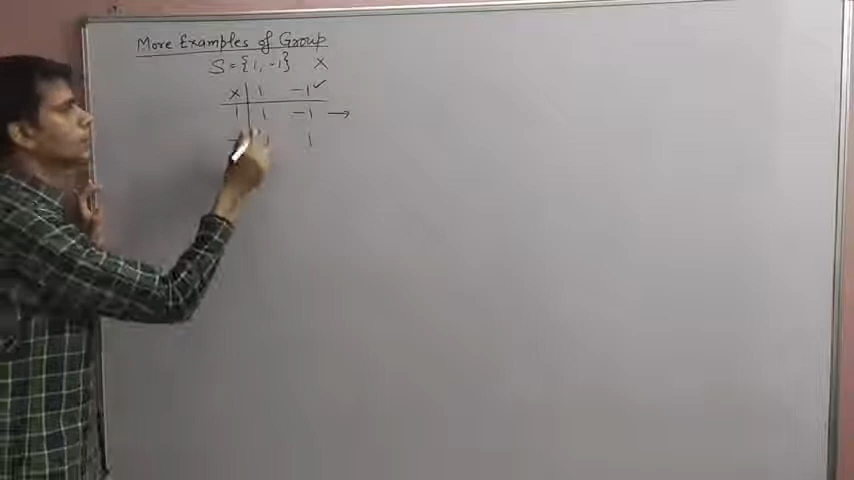 More Examples of Group
S = {1, -1} ×
× | 1 -1 ✓
1 | 1 -1 →
1